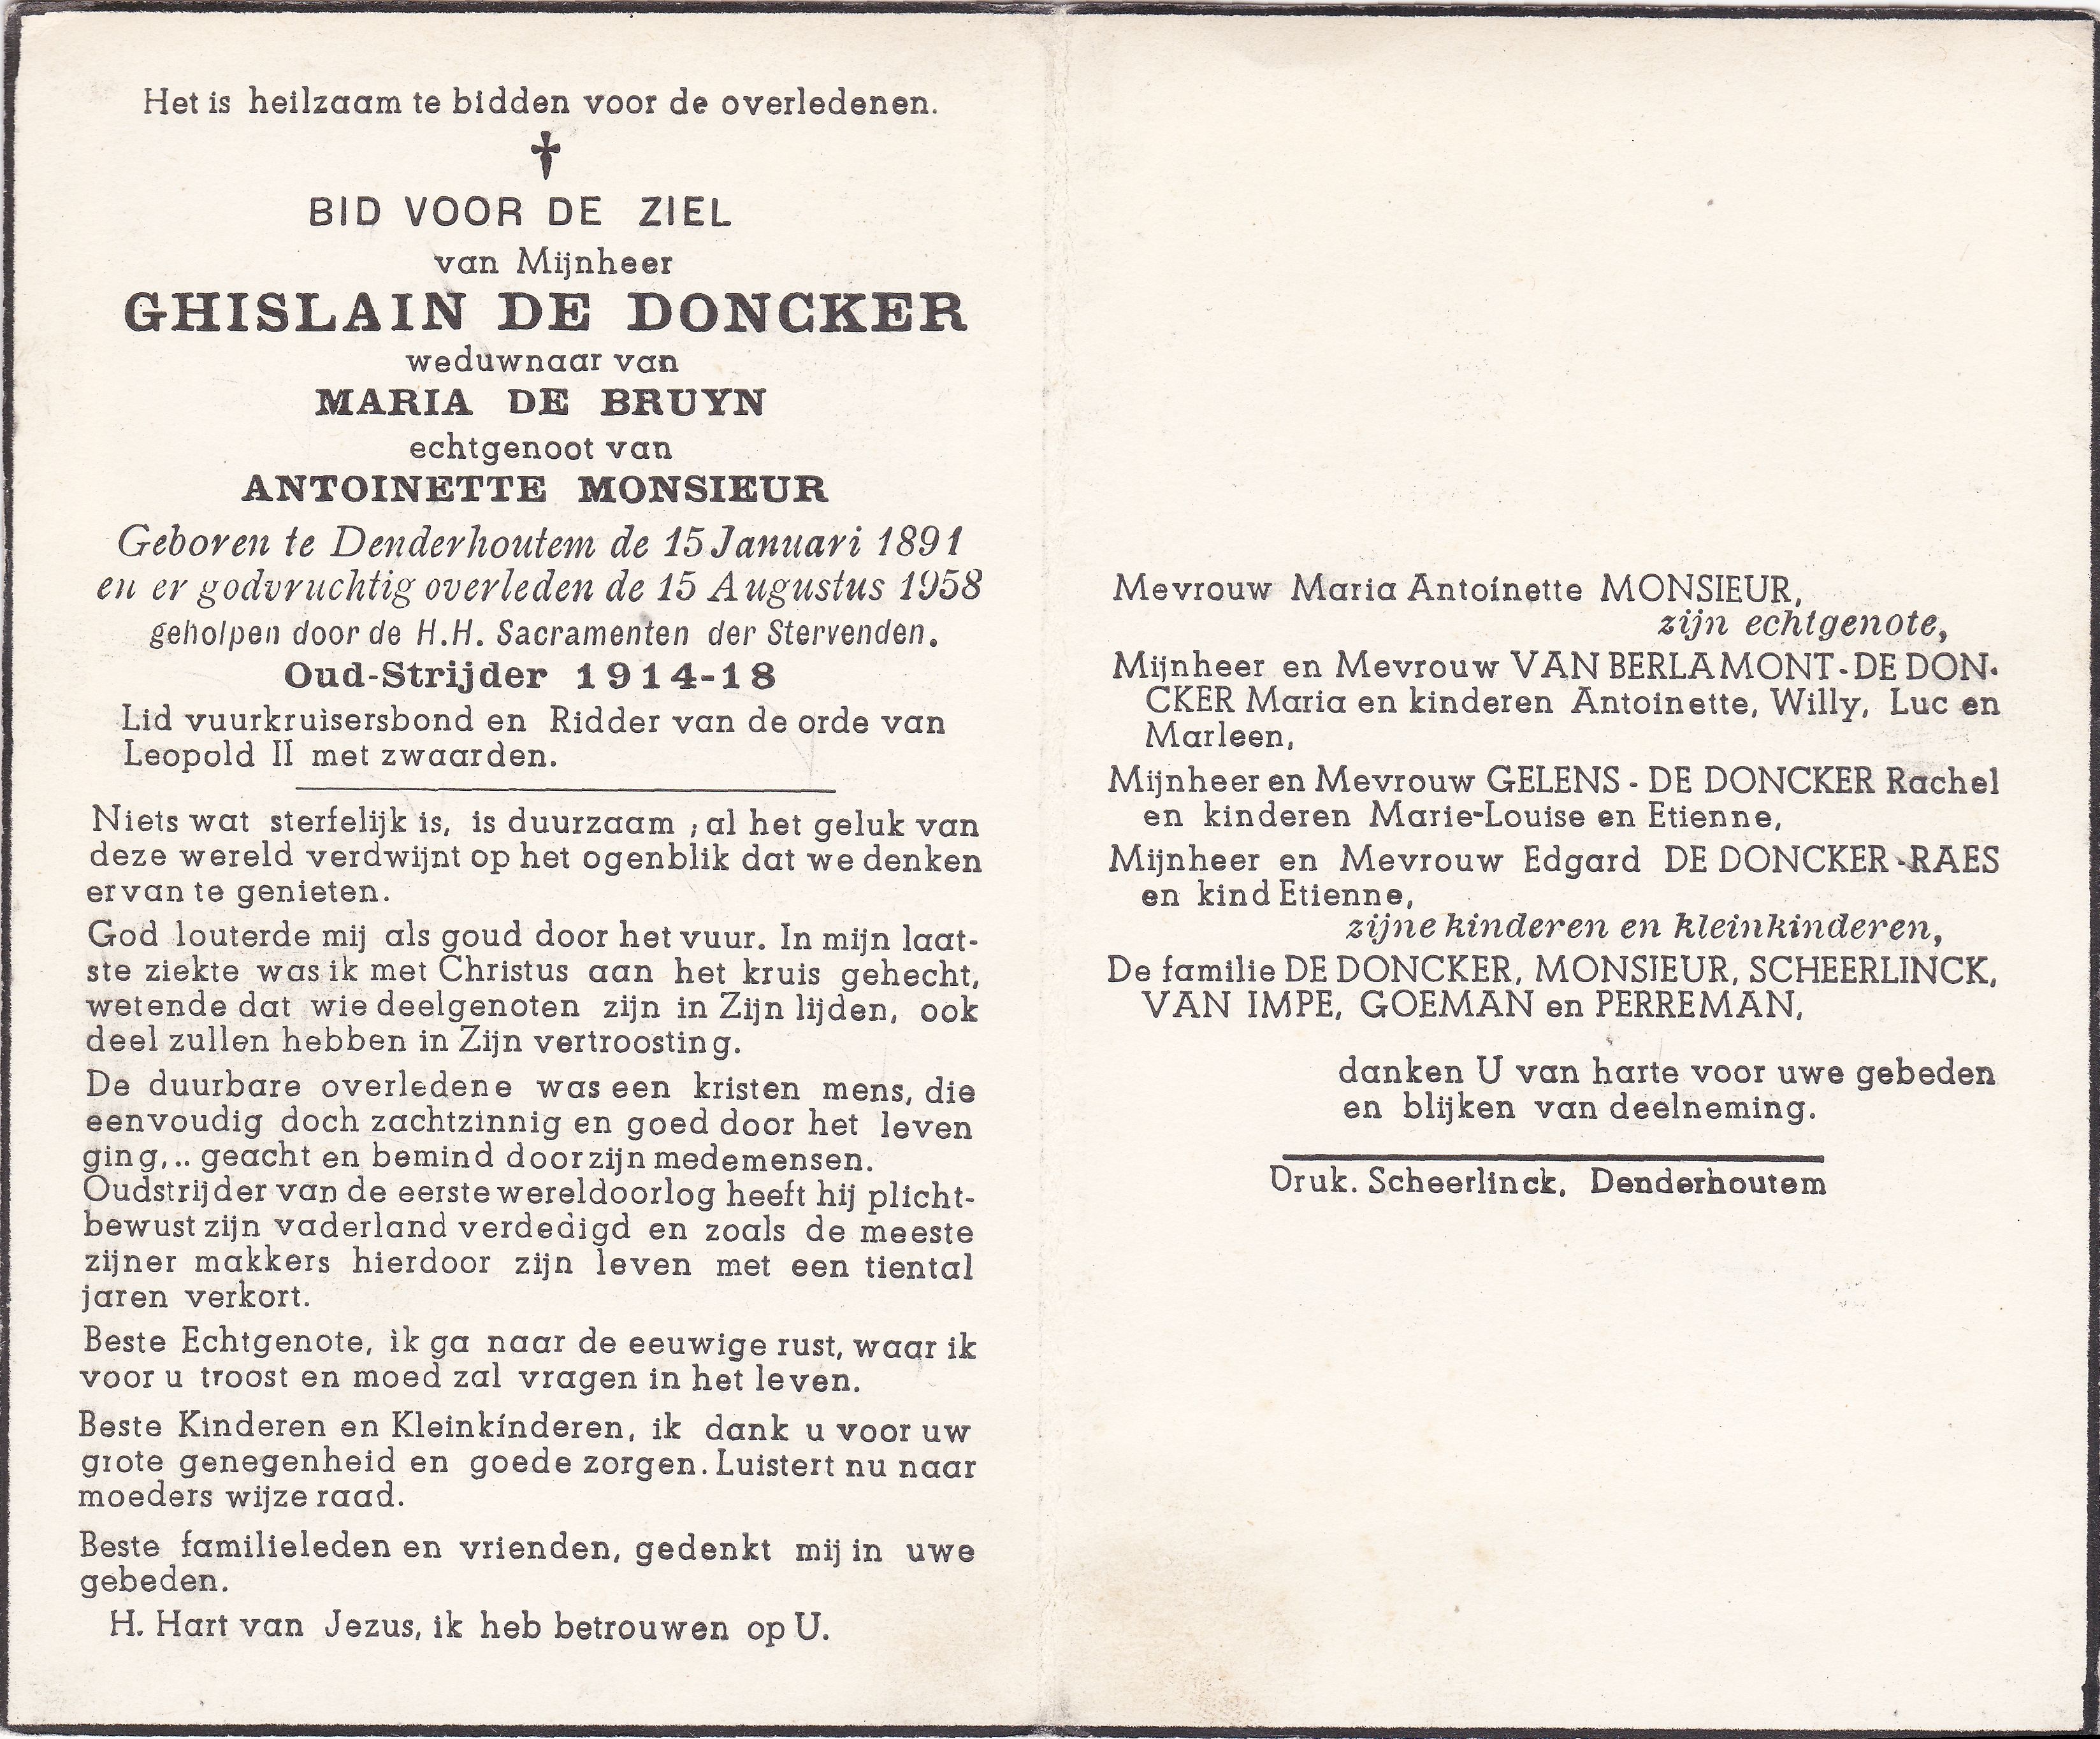 Het is heilzaam te bidden voor de overledenen.
†
BID VOOR DE ZIEL
van Mijnheer
GHISLAIN DE DONCKER
weduwnaar van
MARIA DE BRUYN
echtgenoot van
ANTOINETTE MONSIEUR
Geboren te Denderhoutem de 15 Januari 1891
en er godvruchtig overleden de 15 Augustus 1958
geholpen door de H.H. Sacramenten der Stervenden.
Oud-Strijder 1914-18
Lid vuurkruisersbond en Ridder van de orde van
Leopold II met zwaarden.
Niets wat sterfelijk is, is duurzaam ; al het geluk van
deze wereld verdwijnt op het ogenblik dat we denken
ervan te genieten.
God louterde mij als goud door het vuur. In mijn laat-
ste ziekte was ik met Christus aan het kruis gehecht,
wetende dat wie deelgenoten zijn in Zijn lijden, ook
deel zullen hebben in Zijn vertroosting.
De duurbare overledene was een kristen mens, die
eenvoudig doch zachtzinnig en goed door het leven
ging,.. geacht en bemind door zijn medemensen.
Oudstrijder van de eerste wereldoorlog heeft hij plicht-
bewust zijn vaderland verdedigd en zoals de meeste
zijner makkers hierdoor zijn leven met een tiental
jaren verkort.
Beste Echtgenote, ik ga naar de eeuwige rust, waar ik
voor u troost en moed zal vragen in het leven.
Beste Kinderen en Kleinkinderen, ik dank u voor uw
grote genegenheid en goede zorgen. Luistert nu naar
moeders wijze raad.
Beste familieleden en vrienden, gedenkt mij in uwe
gebeden.
H. Hart van Jezus, ik heb betrouwen op U.
Mevrouw Maria Antoinette MONSIEUR,
zijn echtgenote,
Mijnheer en Mevrouw VAN BERLAMONT-DE DON-
CKER Maria en kinderen Antoinette, Willy, Luc en
Marleen,
Mijnheer en Mevrouw GELENS - DE DONCKER Rachel
en kinderen Marie-Louise en Etienne,
Mijnheer en Mevrouw Edgard DE DONCKER-RAES
en kind Etienne,
zijne kinderen en kleinkinderen,
De familie DE DONCKER, MONSIEUR, SCHEERLINCK,
VAN IMPE, GOEMAN en PERREMAN,
danken U van harte voor uwe gebeden
en blijken van deelneming.
Druk. Scheerlinck, Denderhoutem